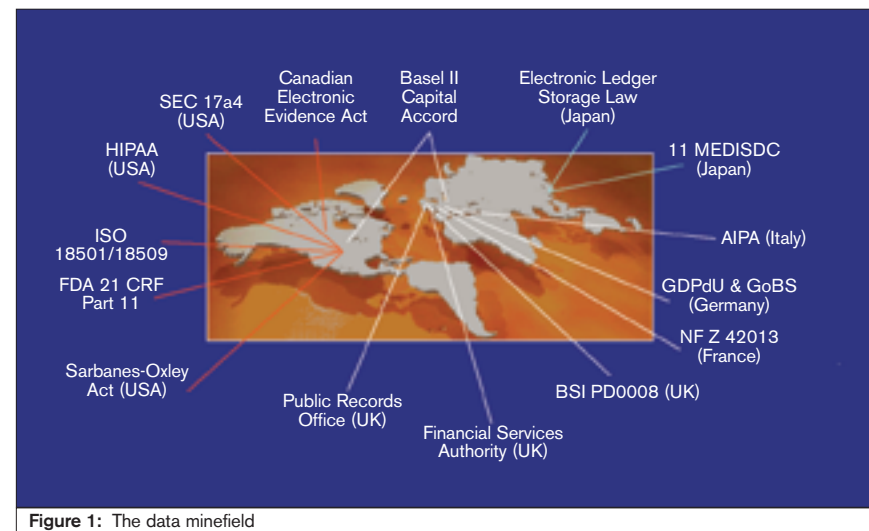 Canadian
Electronic
Evidence Act
Basel II
Capital
Accord
Electronic Ledger
Storage Law
(Japan)
SEC 17a4
(USA)
HIPAA
(USA)
11 MEDISDC
(Japan)
ISO
18501/18509
AIPA (Italy)
FDA 21 CRF
Part 11
GDPdU & GoBS
(Germany)
NF Z 42013
(France)
Sarbanes-Oxley
Act (USA)
BSI PD0008 (UK)
Public Records
Office (UK)
Financial Services
Authority (UK)
Figure 1: The data minefield